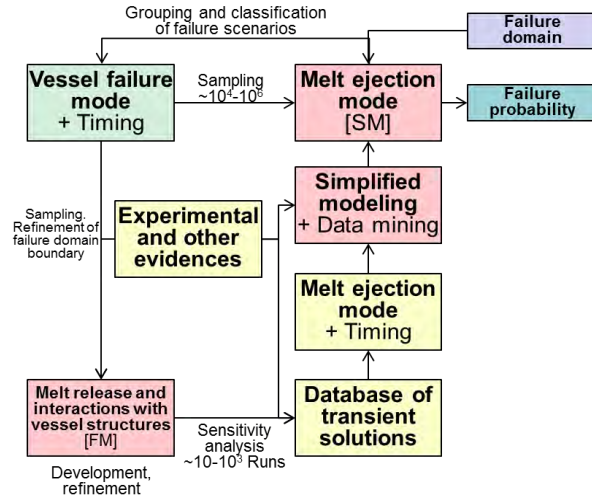 Grouping and classification
of failure scenarios
Failure
domain
Vessel failure
mode
+ Timing
Sampling
~10⁴-10⁶
Melt ejection
mode
[SM]
Failure
probability
Sampling.
Refinement of
failure domain
boundary
Experimental
and other
evidences
Simplified
modeling
+ Data mining
Melt ejection
mode
+ Timing
Melt release and
interactions with
vessel structures
[FM]
Sensitivity
analysis
~10-10³ Runs
Database of
transient
solutions
Development,
refinement